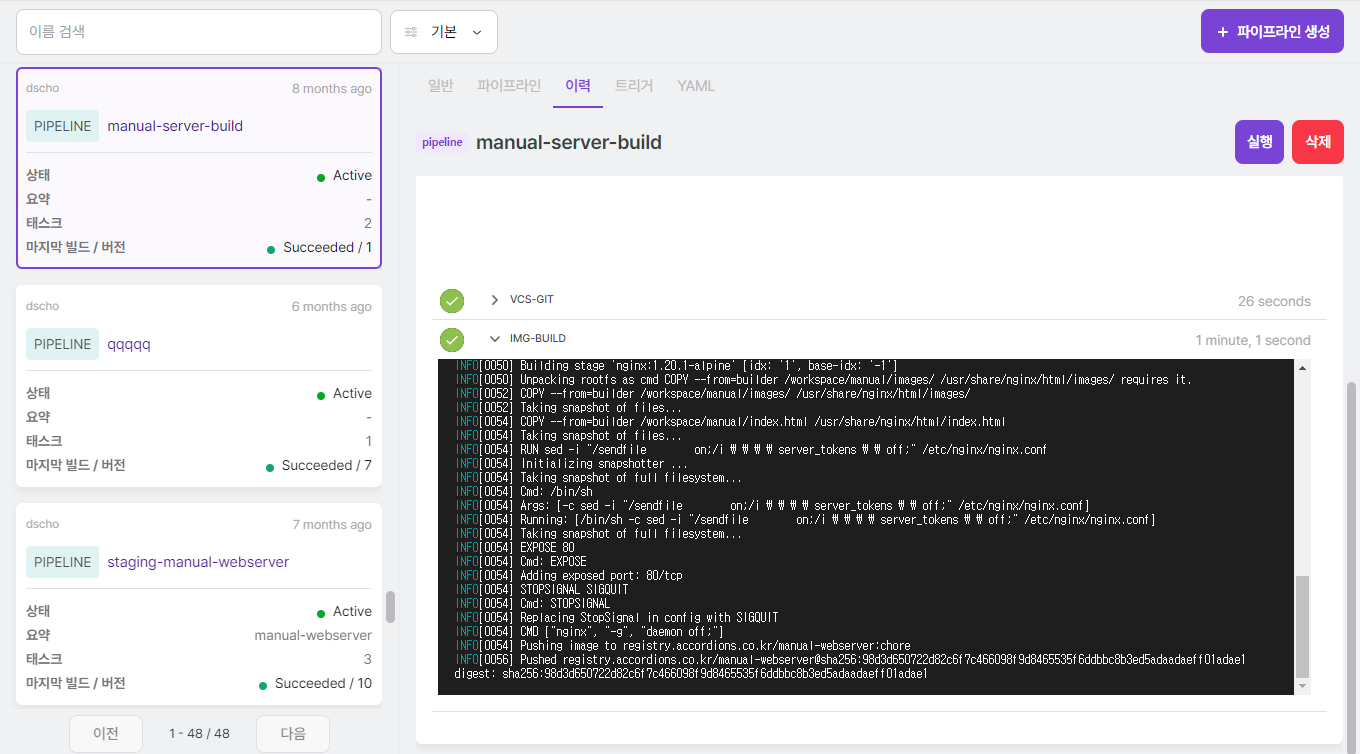 이름 검색
기본
+ 파이프라인 생성
dscho 8 months ago
PIPELINE manual-server-build
상태 Active
요약 -
태스크 2
마지막 빌드 / 버전 Succeeded / 1
dscho 6 months ago
PIPELINE qqqqq
상태 Active
요약 -
태스크 1
마지막 빌드 / 버전 Succeeded / 7
dscho 7 months ago
PIPELINE staging-manual-webserver
상태 Active
요약 manual-webserver
태스크 3
마지막 빌드 / 버전 Succeeded / 10
이전 1 - 48 / 48 다음
일반 파이프라인 이력 트리거 YAML
pipeline manual-server-build
실행 삭제
VCS-GIT 26 seconds
IMG-BUILD 1 minute, 1 second
INFO[0050] Building stage 'nginx:1.20.1-alpine' [idx: '1', base-idx: '-1']
INFO[0050] Unpacking rootfs as cmd COPY --from=builder /workspace/manual/images/ /usr/share/nginx/html/images/ requires it.
INFO[0052] COPY --from=builder /workspace/manual/images/ /usr/share/nginx/html/images/
INFO[0052] Taking snapshot of files...
INFO[0054] COPY --from=builder /workspace/manual/index.html /usr/share/nginx/html/index.html
INFO[0054] Taking snapshot of files...
INFO[0054] RUN sed -i "/sendfile on;/i ₩ ₩ ₩ ₩ server_tokens ₩ ₩ off;" /etc/nginx/nginx.conf
INFO[0054] Initializing snapshotter ...
INFO[0054] Taking snapshot of full filesystem...
INFO[0054] Cmd: /bin/sh
INFO[0054] Args: [-c sed -i "/sendfile on;/i ₩ ₩ ₩ ₩ server_tokens ₩ ₩ off;" /etc/nginx/nginx.conf]
INFO[0054] Running: [/bin/sh -c sed -i "/sendfile on;/i ₩ ₩ ₩ ₩ server_tokens ₩ ₩ off;" /etc/nginx/nginx.conf]
INFO[0054] Taking snapshot of full filesystem...
INFO[0054] EXPOSE 80
INFO[0054] Cmd: EXPOSE
INFO[0054] Adding exposed port: 80/tcp
INFO[0054] STOPSIGNAL SIGQUIT
INFO[0054] Cmd: STOPSIGNAL
INFO[0054] Replacing StopSignal in config with SIGQUIT
INFO[0054] CMD ["nginx", "-g", "daemon off;"]
INFO[0054] Pushing image to registry.accordions.co.kr/manual-webserver:chore
INFO[0056] Pushed registry.accordions.co.kr/manual-webserver@sha256:98d3d650722d82c6f7c466098f9d8465535f6ddbbc8b3ed5adaadaeff01adae1
digest: sha256:98d3d650722d82c6f7c466098f9d8465535f6ddbbc8b3ed5adaadaeff01adae1